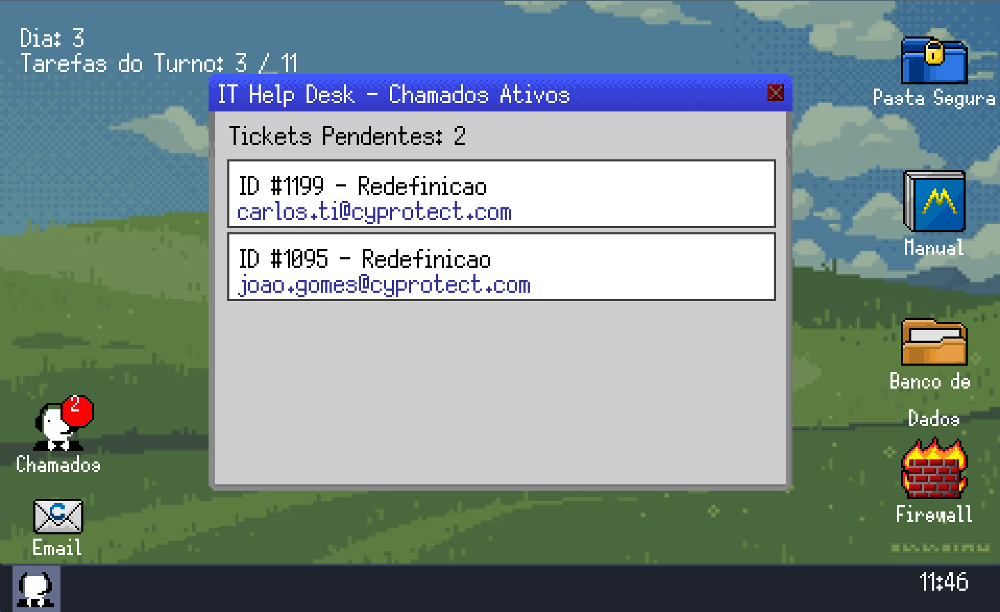 Dia: 3
Tarefas do Turno: 3 / 11
IT Help Desk - Chamados Ativos
Tickets Pendentes: 2
ID #1199 - Redefinicao
carlos.ti@cyprotect.com
ID #1095 - Redefinicao
joao.gomes@cyprotect.com
Pasta Segura
Manual
Banco de
Dados
Firewall
2
Chamados
C
Email
11:46